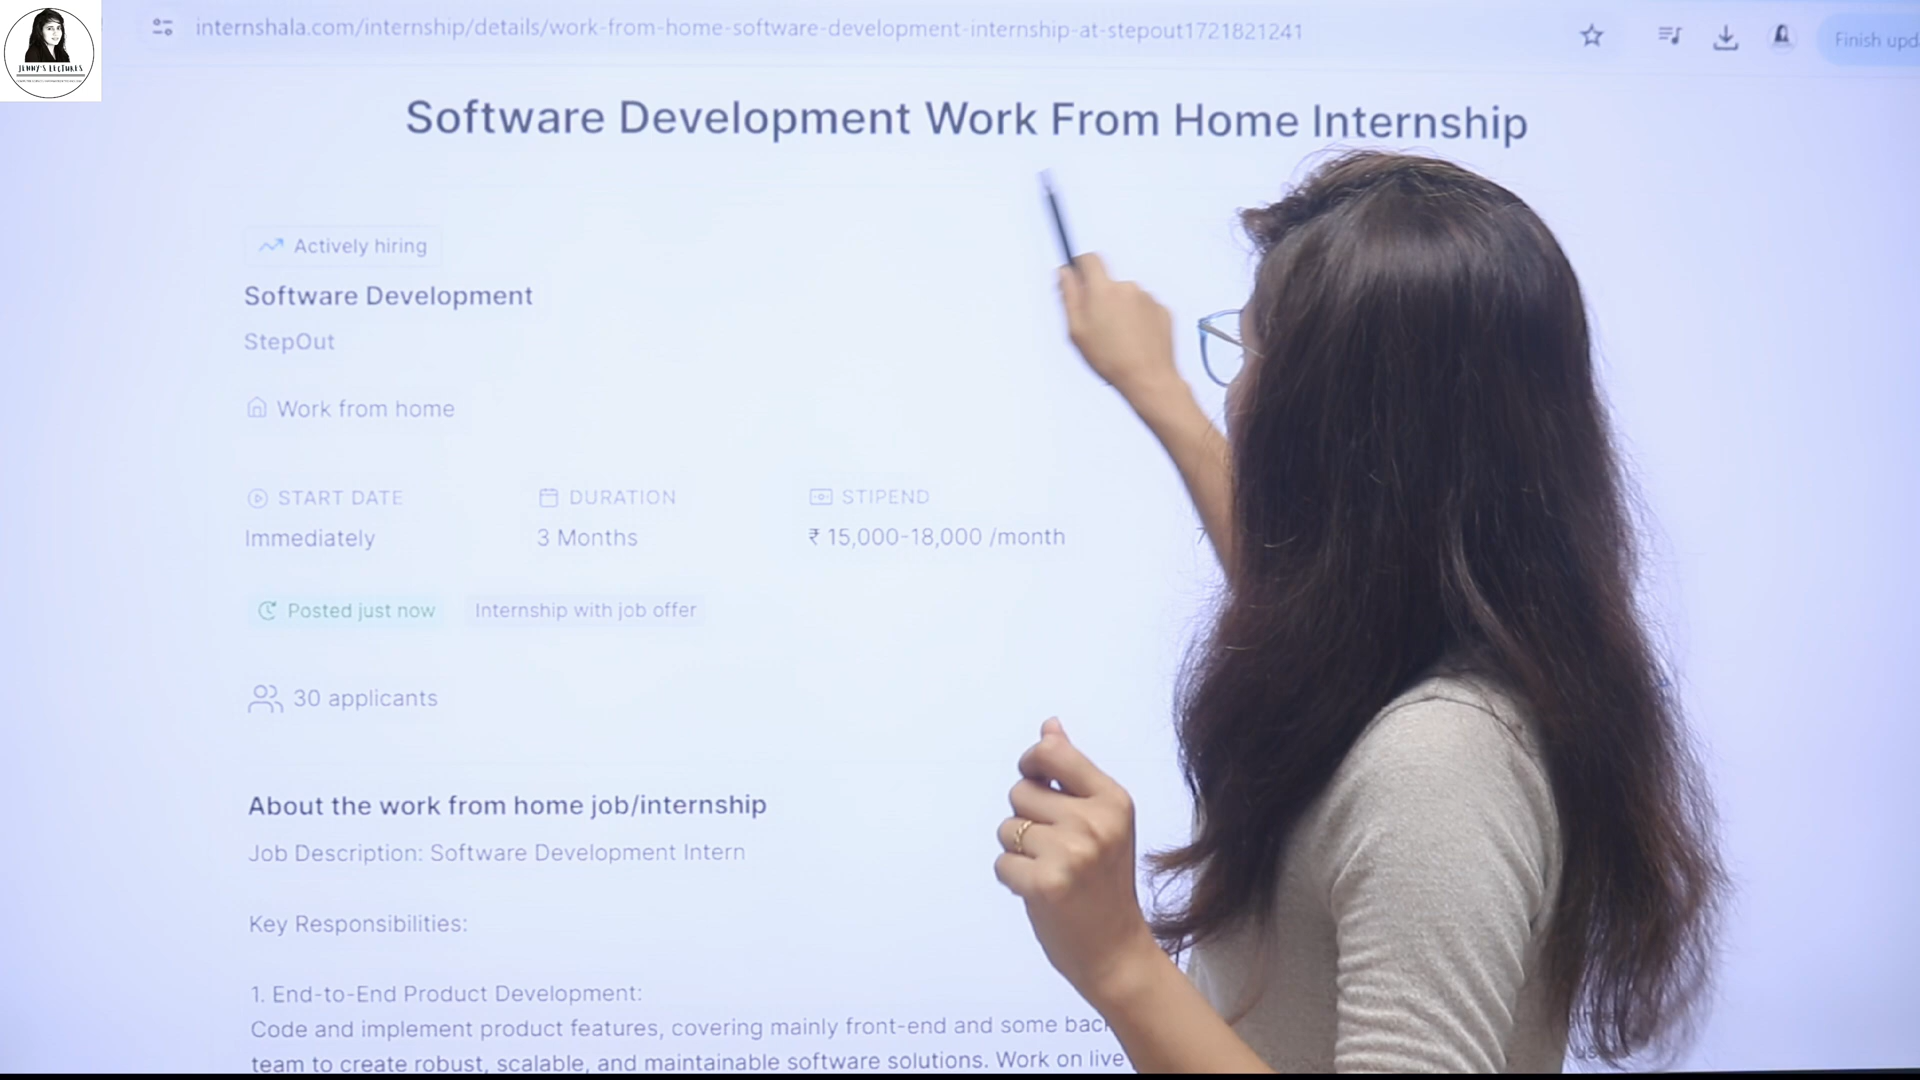 JENNY'S LECTURES
internshala.com/internship/details/work-from-home-software-development-internship-at-stepout1721821241
Finish upd
Software Development Work From Home Internship
Actively hiring
Software Development
StepOut
Work from home
START DATE
DURATION
STIPEND
Immediately
3 Months
₹ 15,000-18,000 /month
Posted just now
Internship with job offer
30 applicants
About the work from home job/internship
Job Description: Software Development Intern
Key Responsibilities:
1. End-to-End Product Development:
Code and implement product features, covering mainly front-end and some back
team to create robust, scalable, and maintainable software solutions. Work on live